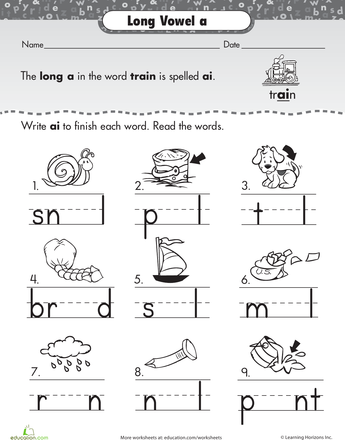 Long Vowel a
Name
Date
The long a in the word train is spelled ai.
train
Write ai to finish each word. Read the words.
1.
sn l
2.
p l
3.
t l
4.
br d
5.
s l
6.
m l
7.
r n
8.
n l
9.
p nt
education.com
More worksheets at education.com/worksheets
© Learning Horizons Inc.